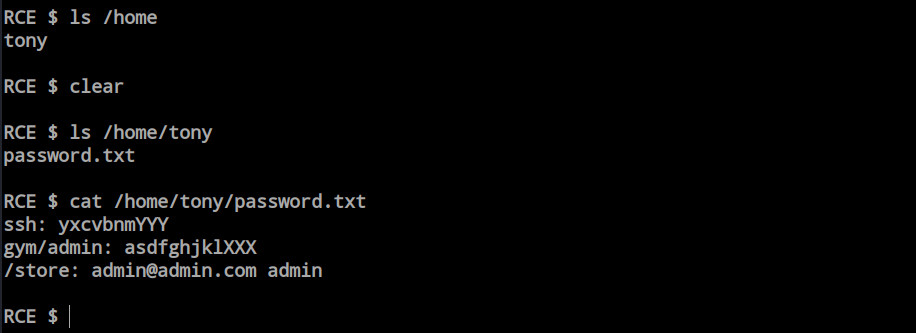 RCE $ ls /home
tony
RCE $ clear
RCE $ ls /home/tony
password.txt
RCE $ cat /home/tony/password.txt
ssh: yxcvbnmYYY
gym/admin: asdfghjklXXX
/store: admin@admin.com admin
RCE $